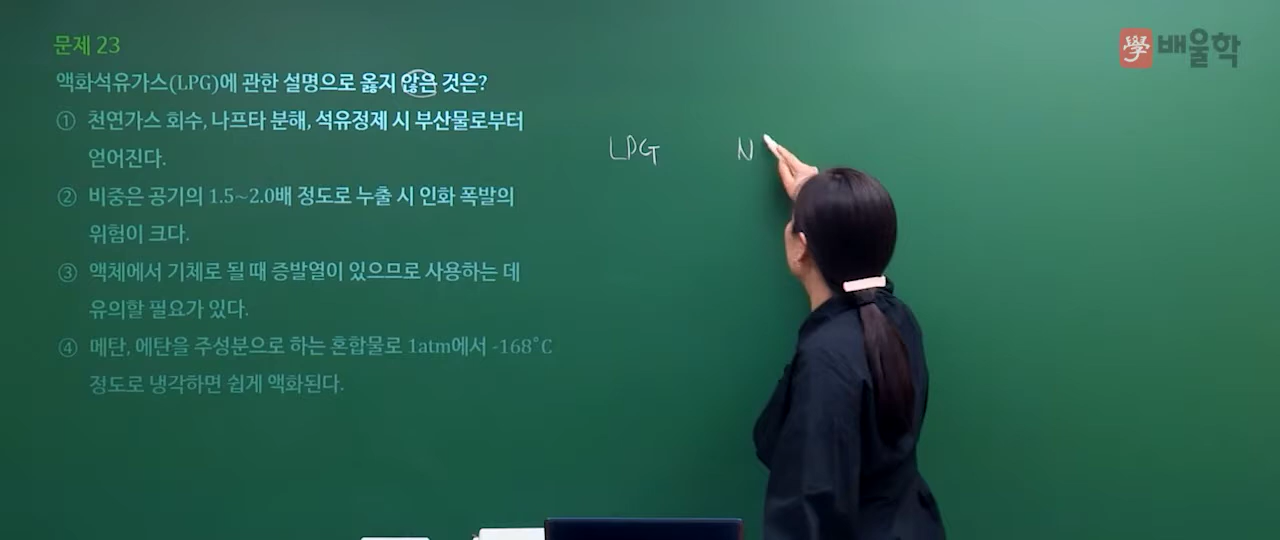 문제 23
액화석유가스(LPG)에 관한 설명으로 옳지 않은 것은?
① 천연가스 회수, 나프타 분해, 석유정제 시 부산물로부터
얻어진다.
② 비중은 공기의 1.5~2.0배 정도로 누출 시 인화 폭발의
위험이 크다.
③ 액체에서 기체로 될 때 증발열이 있으므로 사용하는 데
유의할 필요가 있다.
④ 메탄, 에탄을 주성분으로 하는 혼합물로 1atm에서 -168˚C
정도로 냉각하면 쉽게 액화된다.
LPG N
學 배울학